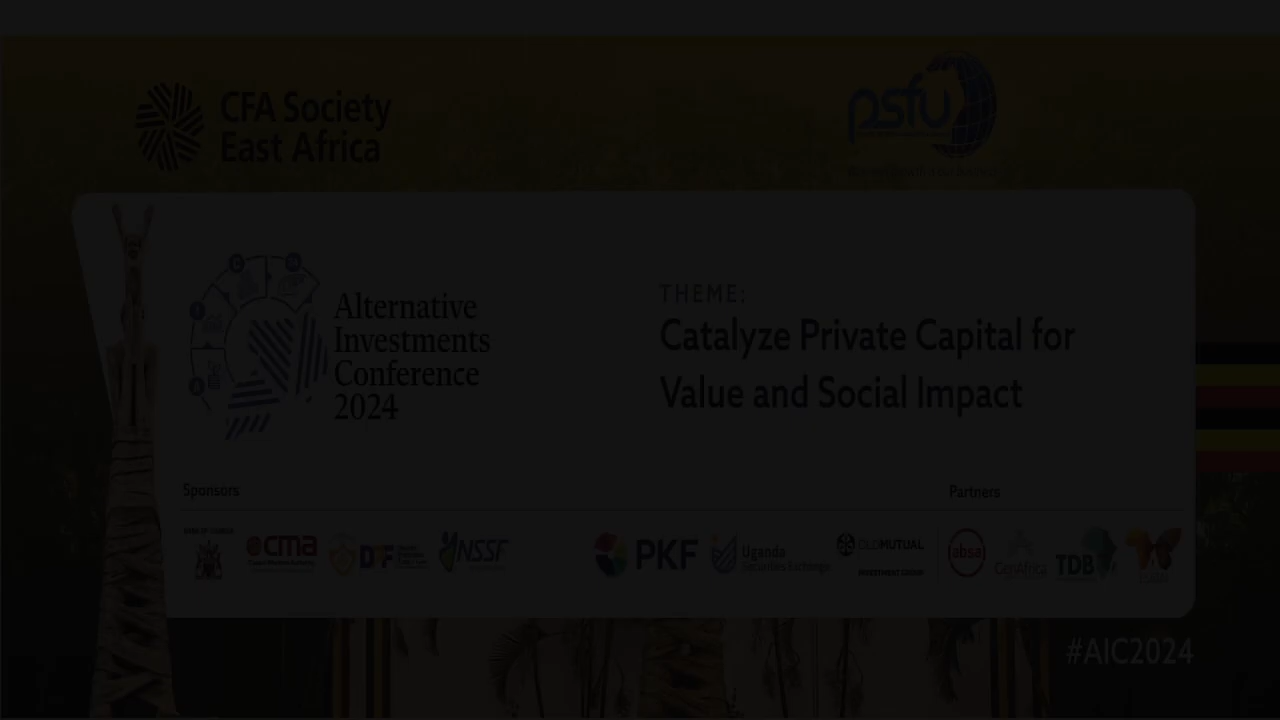 CFA Society
East Africa
psfu
Alternative
Investments
Conference
2024
THEME:
Catalyze Private Capital for
Value and Social Impact
Sponsors
Partners
cma
NSSF
PKF
Uganda
Securities Exchange
OLDMUTUAL
INVESTMENT GROUP
absa
GenAfrica
TDB
#AIC2024